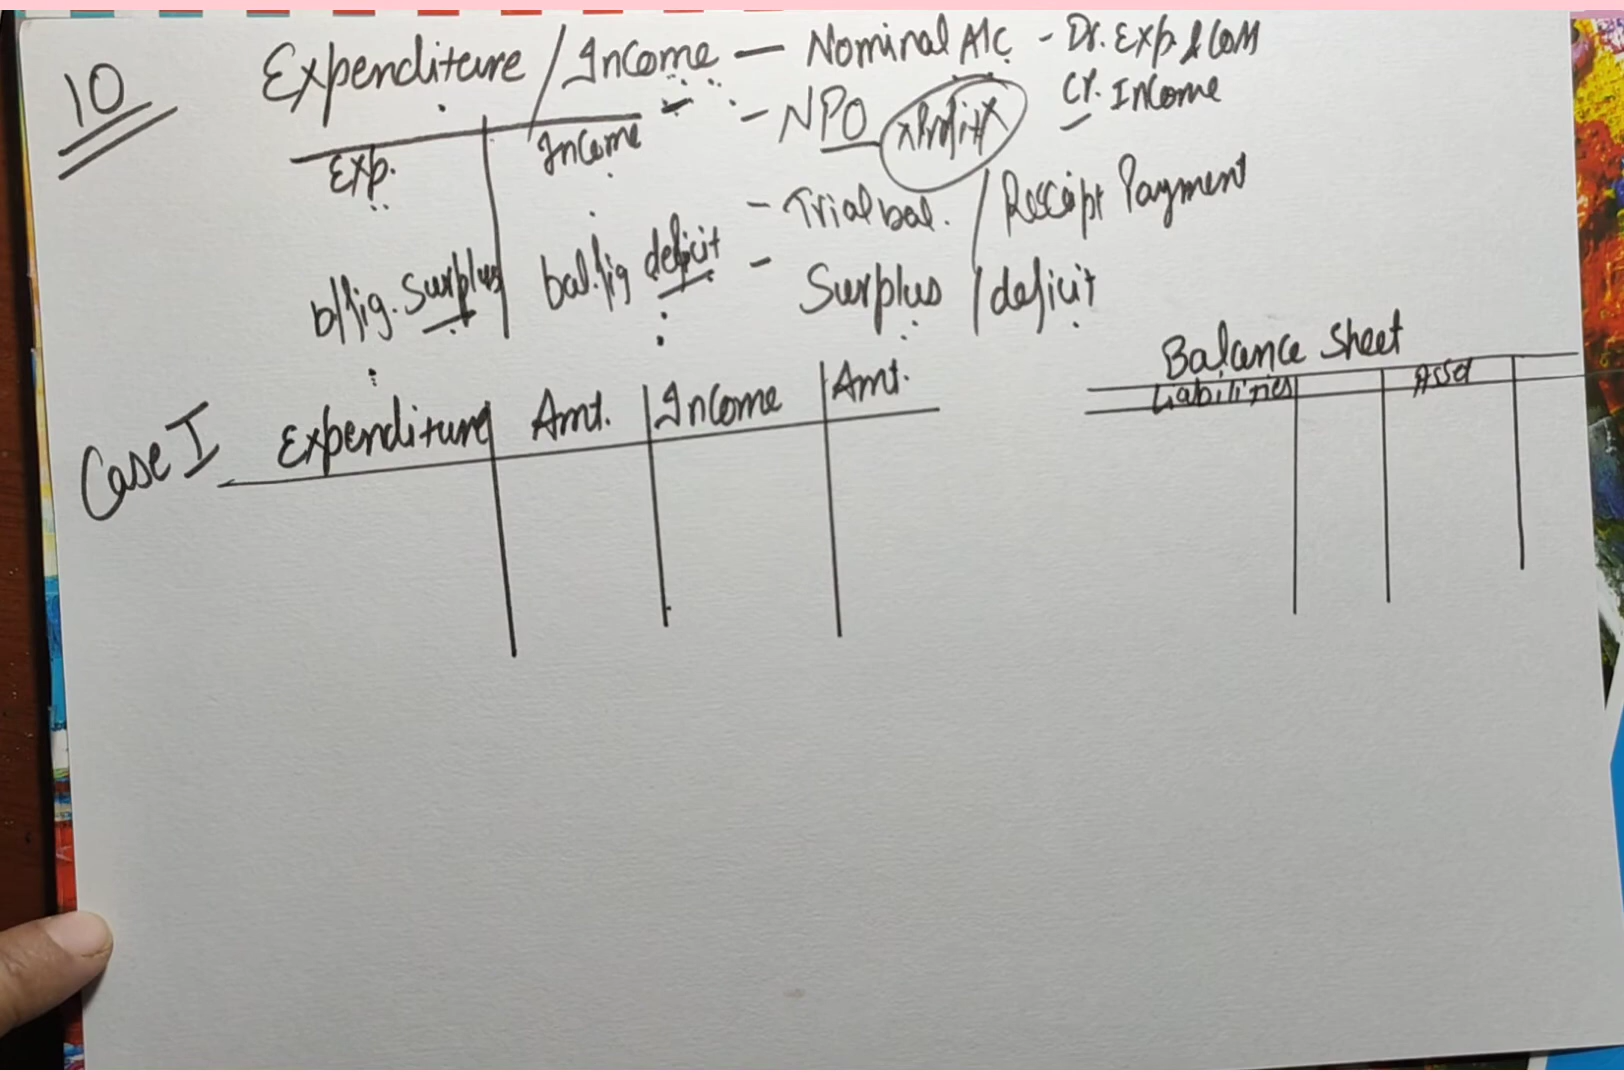 10
Expenditure / Income — Nominal A/c - Dr. Exp. & Loss
Cr. Income
- NPO xProfitx
Exp. Income
- Trial bal. / Receipt Payment
b/fig. Surplus bal.fig deficit - Surplus / deficit
Case I
Expenditure Amt. Income Amt.
Balance Sheet
Liabilities Asset